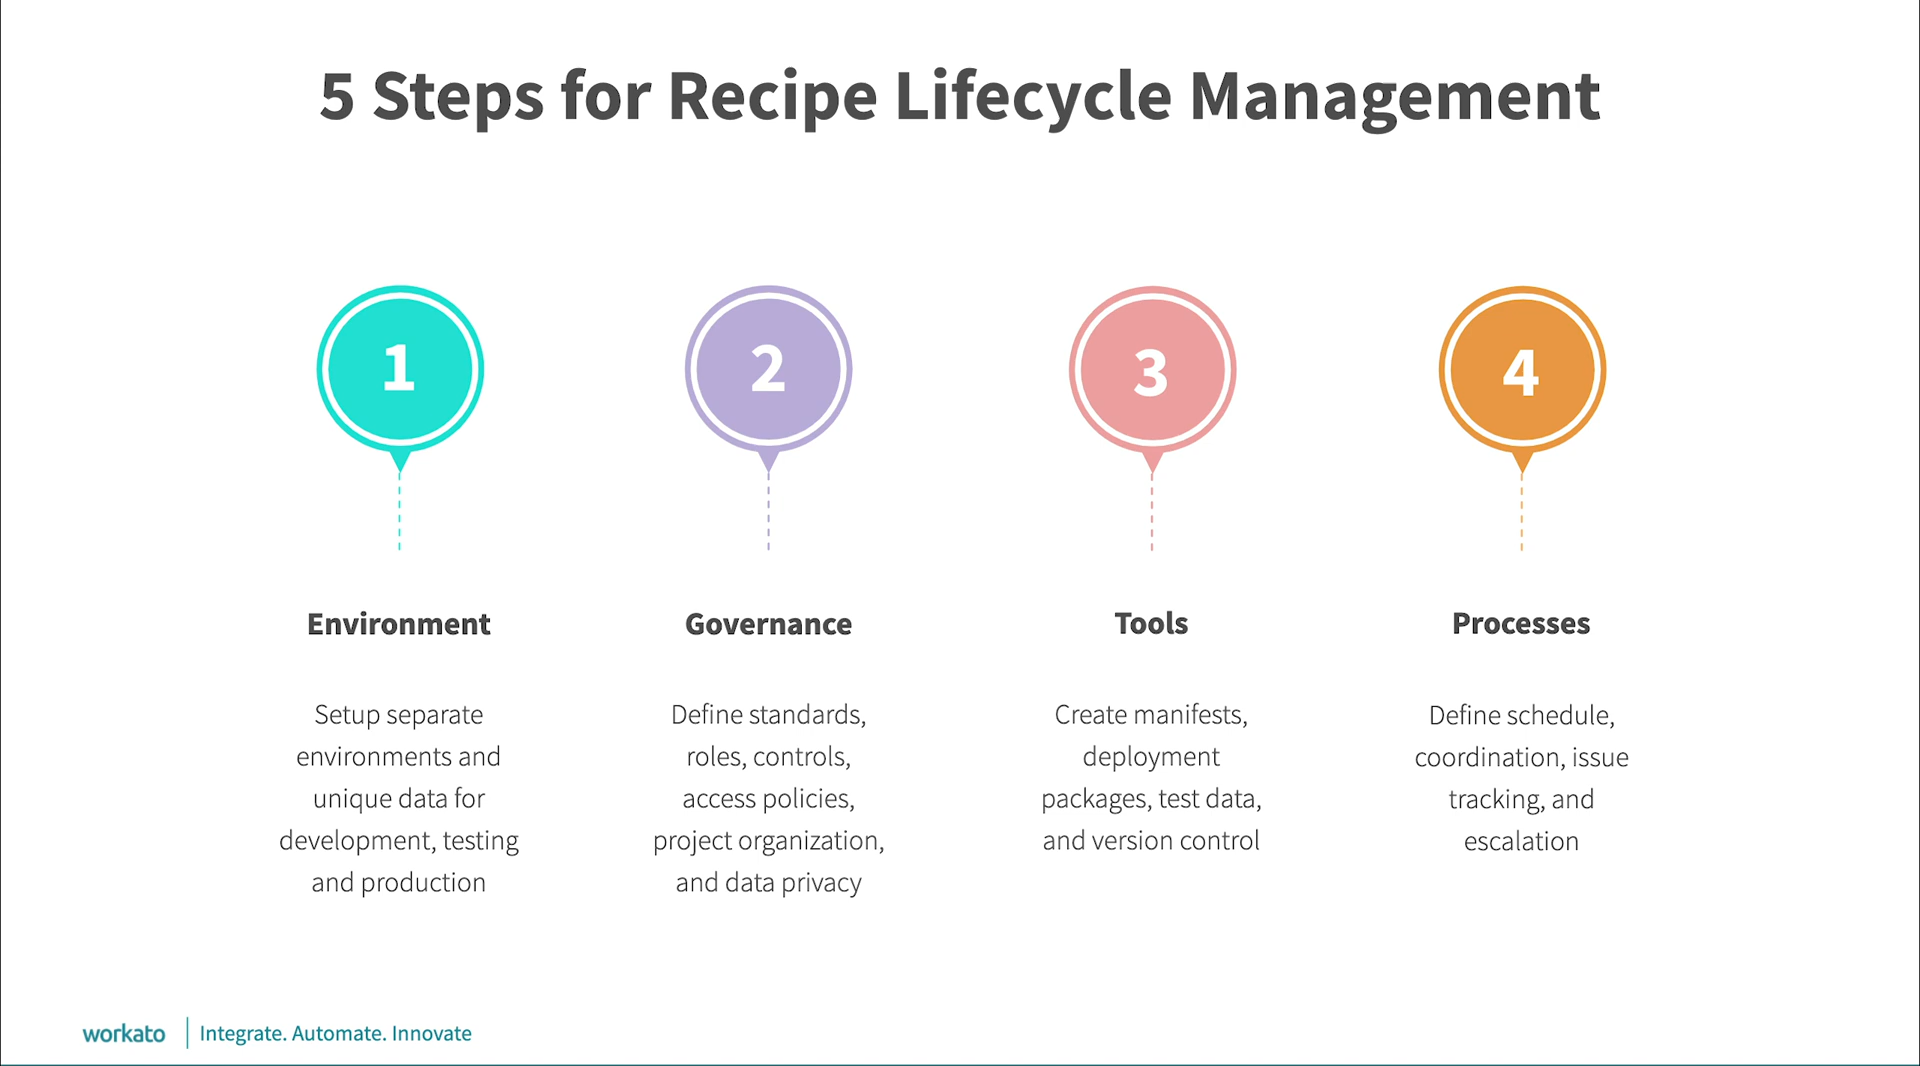 5 Steps for Recipe Lifecycle Management
1
2
3
4
Environment
Setup separate
environments and
unique data for
development, testing
and production
Governance
Define standards,
roles, controls,
access policies,
project organization,
and data privacy
Tools
Create manifests,
deployment
packages, test data,
and version control
Processes
Define schedule,
coordination, issue
tracking, and
escalation
workato
Integrate. Automate. Innovate